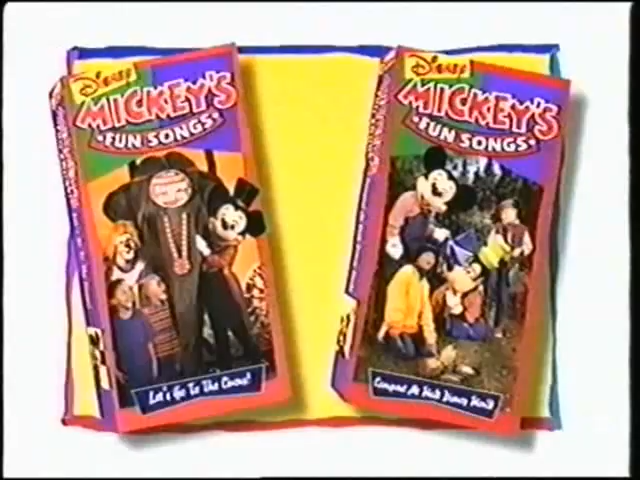 Disney
MICKEY'S
FUN SONGS
Let's Go To The Circus!
Disney
MICKEY'S
FUN SONGS
Campout At Walt Disney World